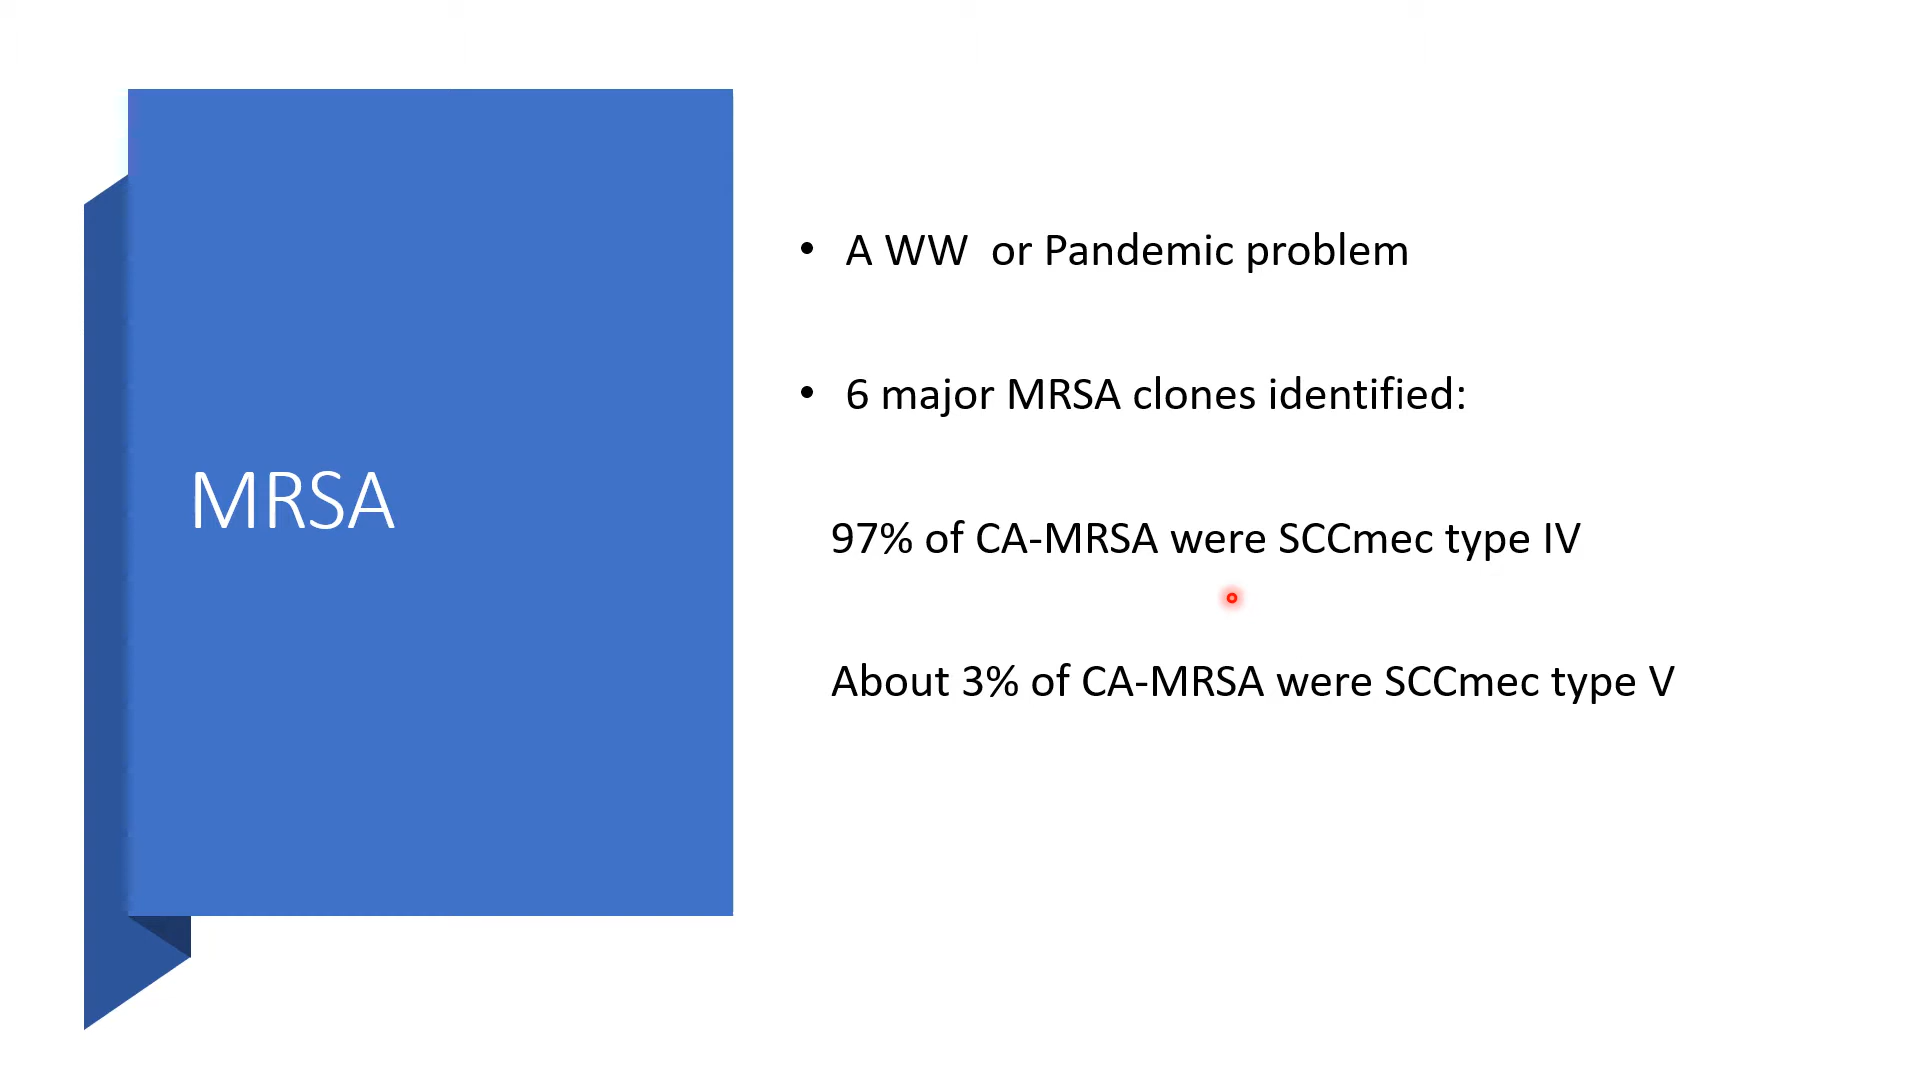 MRSA
• A WW  or Pandemic problem
• 6 major MRSA clones identified:
97% of CA-MRSA were SCCmec type IV
About 3% of CA-MRSA were SCCmec type V